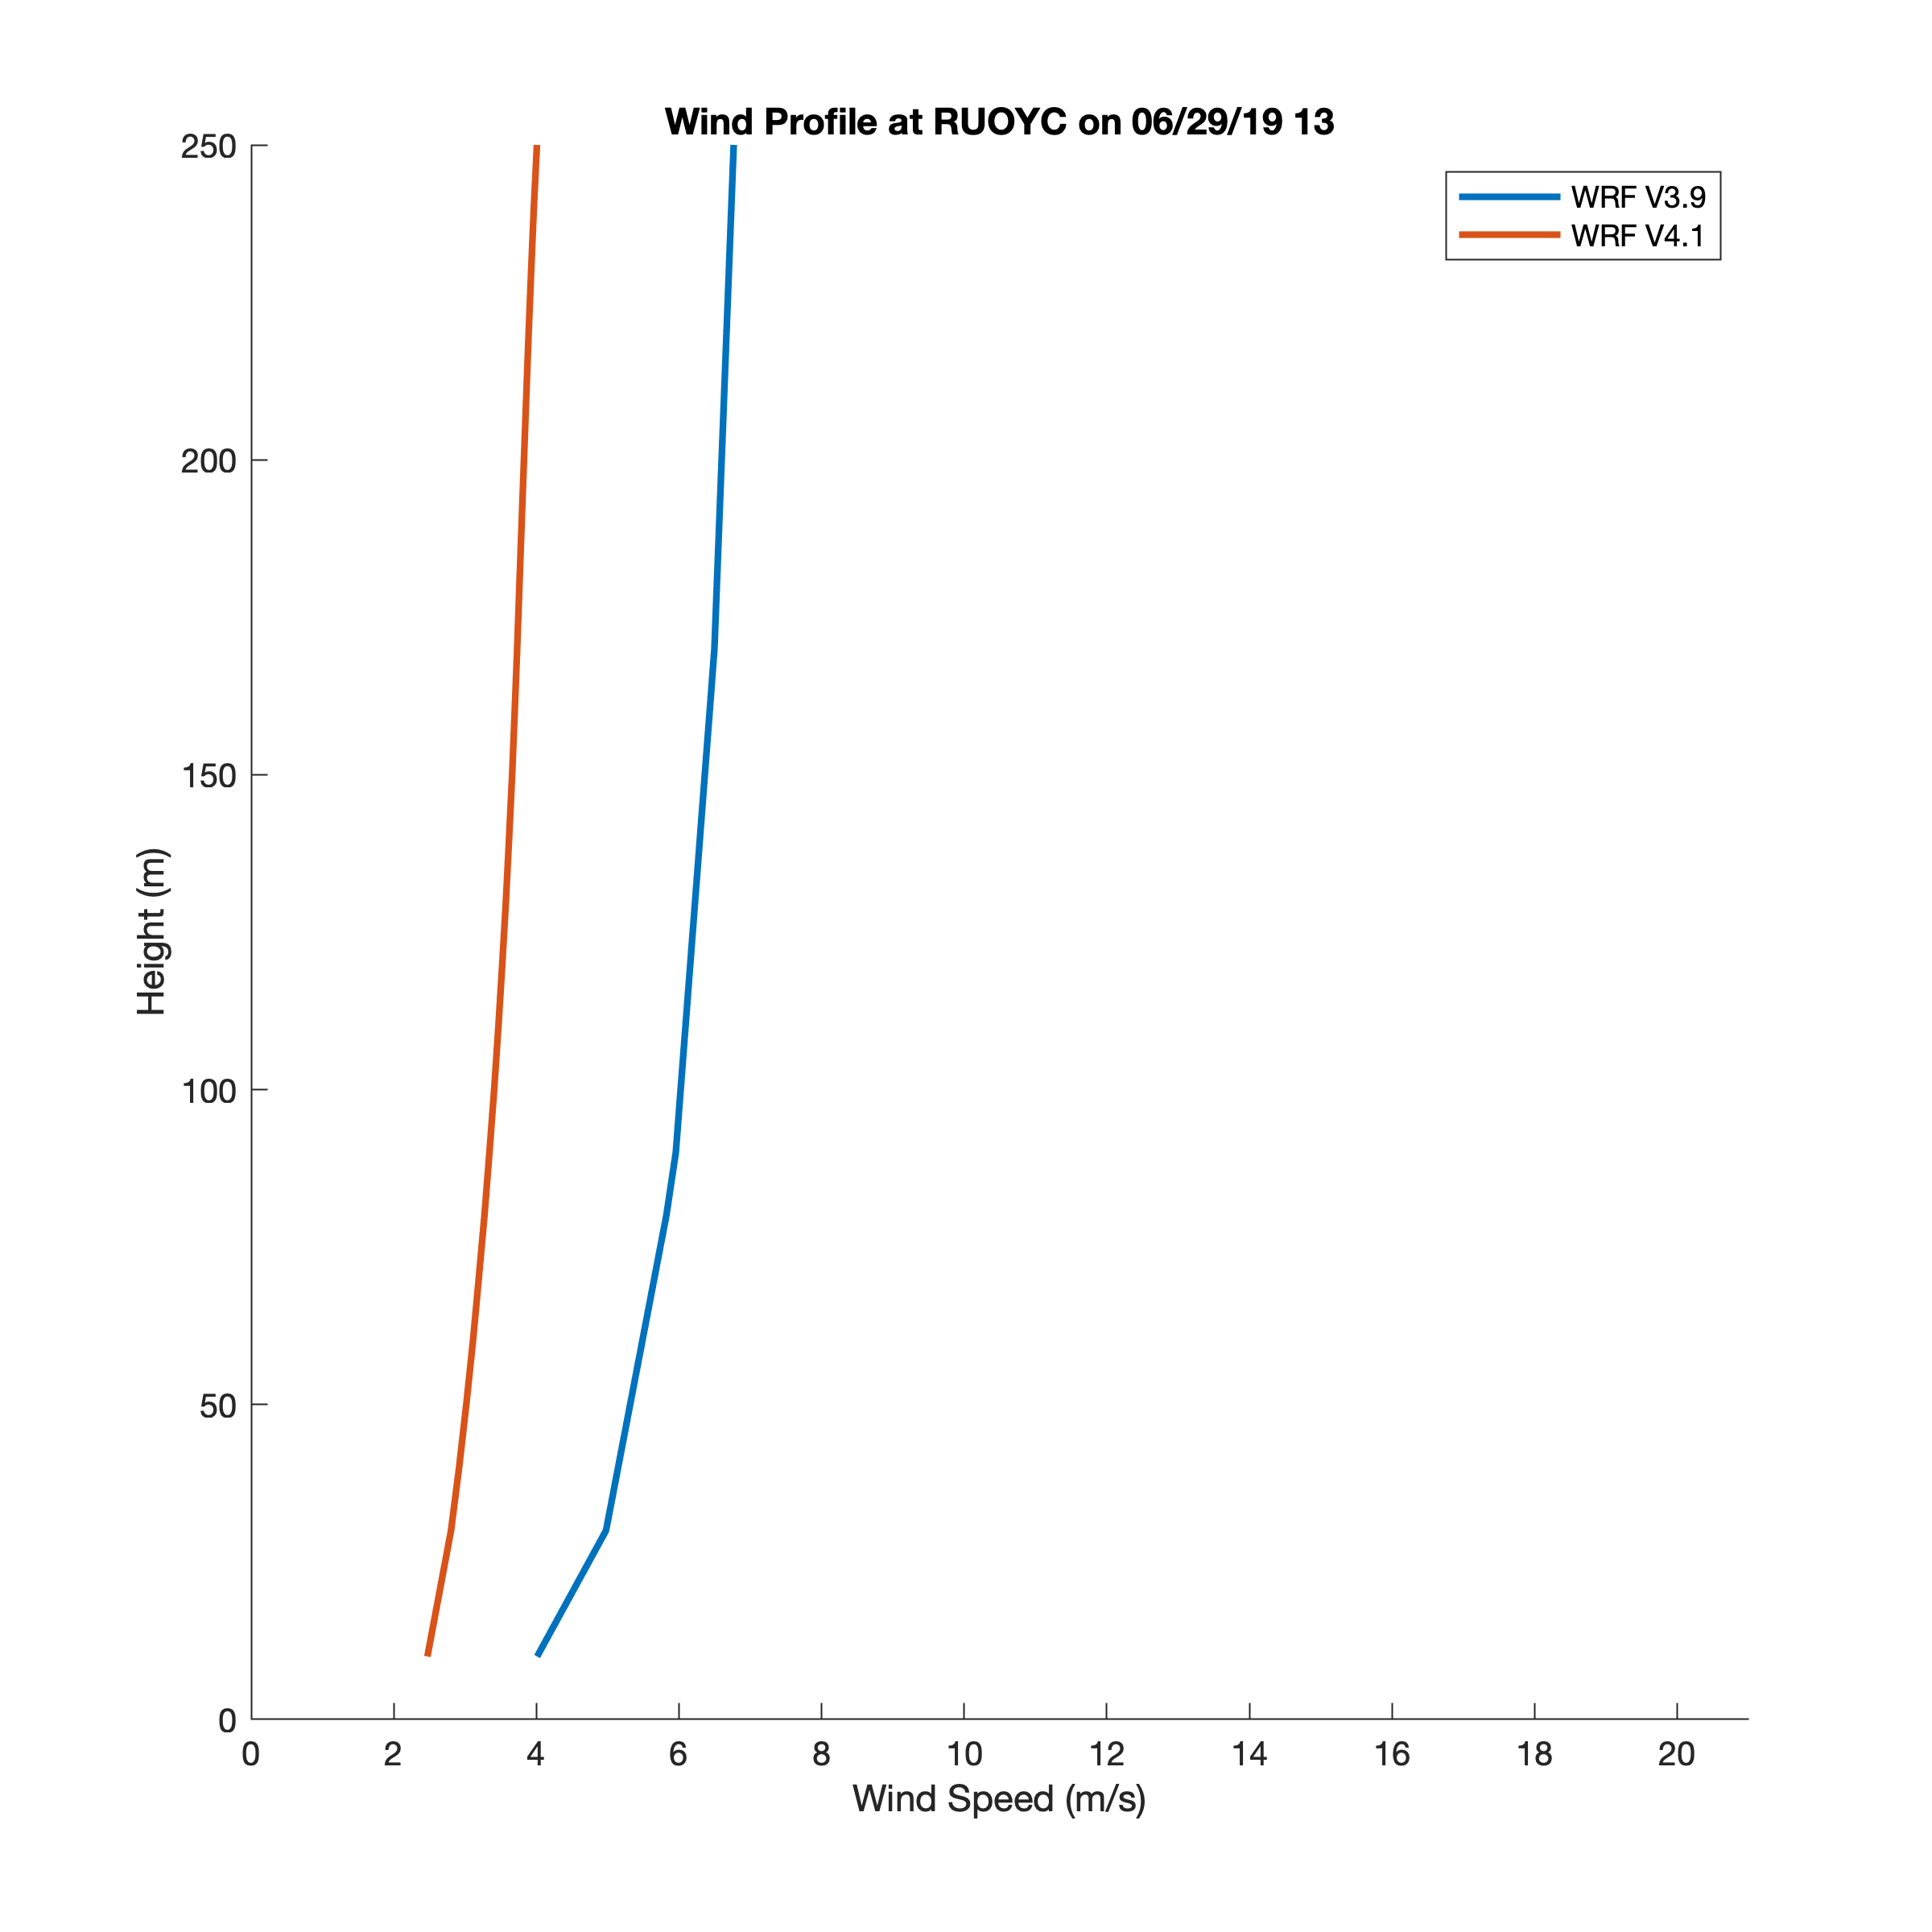 Wind Profile at RUOYC on 06/29/19 13
WRF V3.9
WRF V4.1
250
200
150
100
50
0
Height (m)
0 2 4 6 8 10 12 14 16 18 20
Wind Speed (m/s)